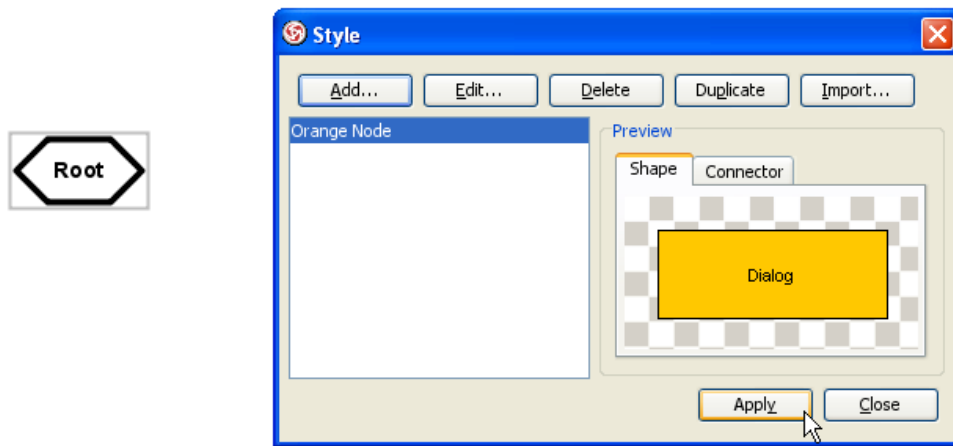 Style
Add... Edit... Delete Duplicate Import...
Orange Node
Preview
Root
Shape Connector
Dialog
Apply Close